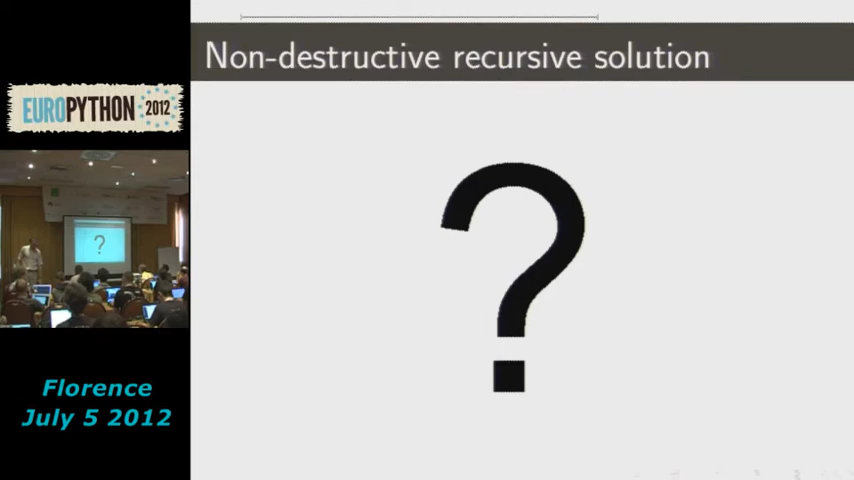 Non-destructive recursive solution
?
EUROPYTHON 2012
?
Florence
July 5 2012